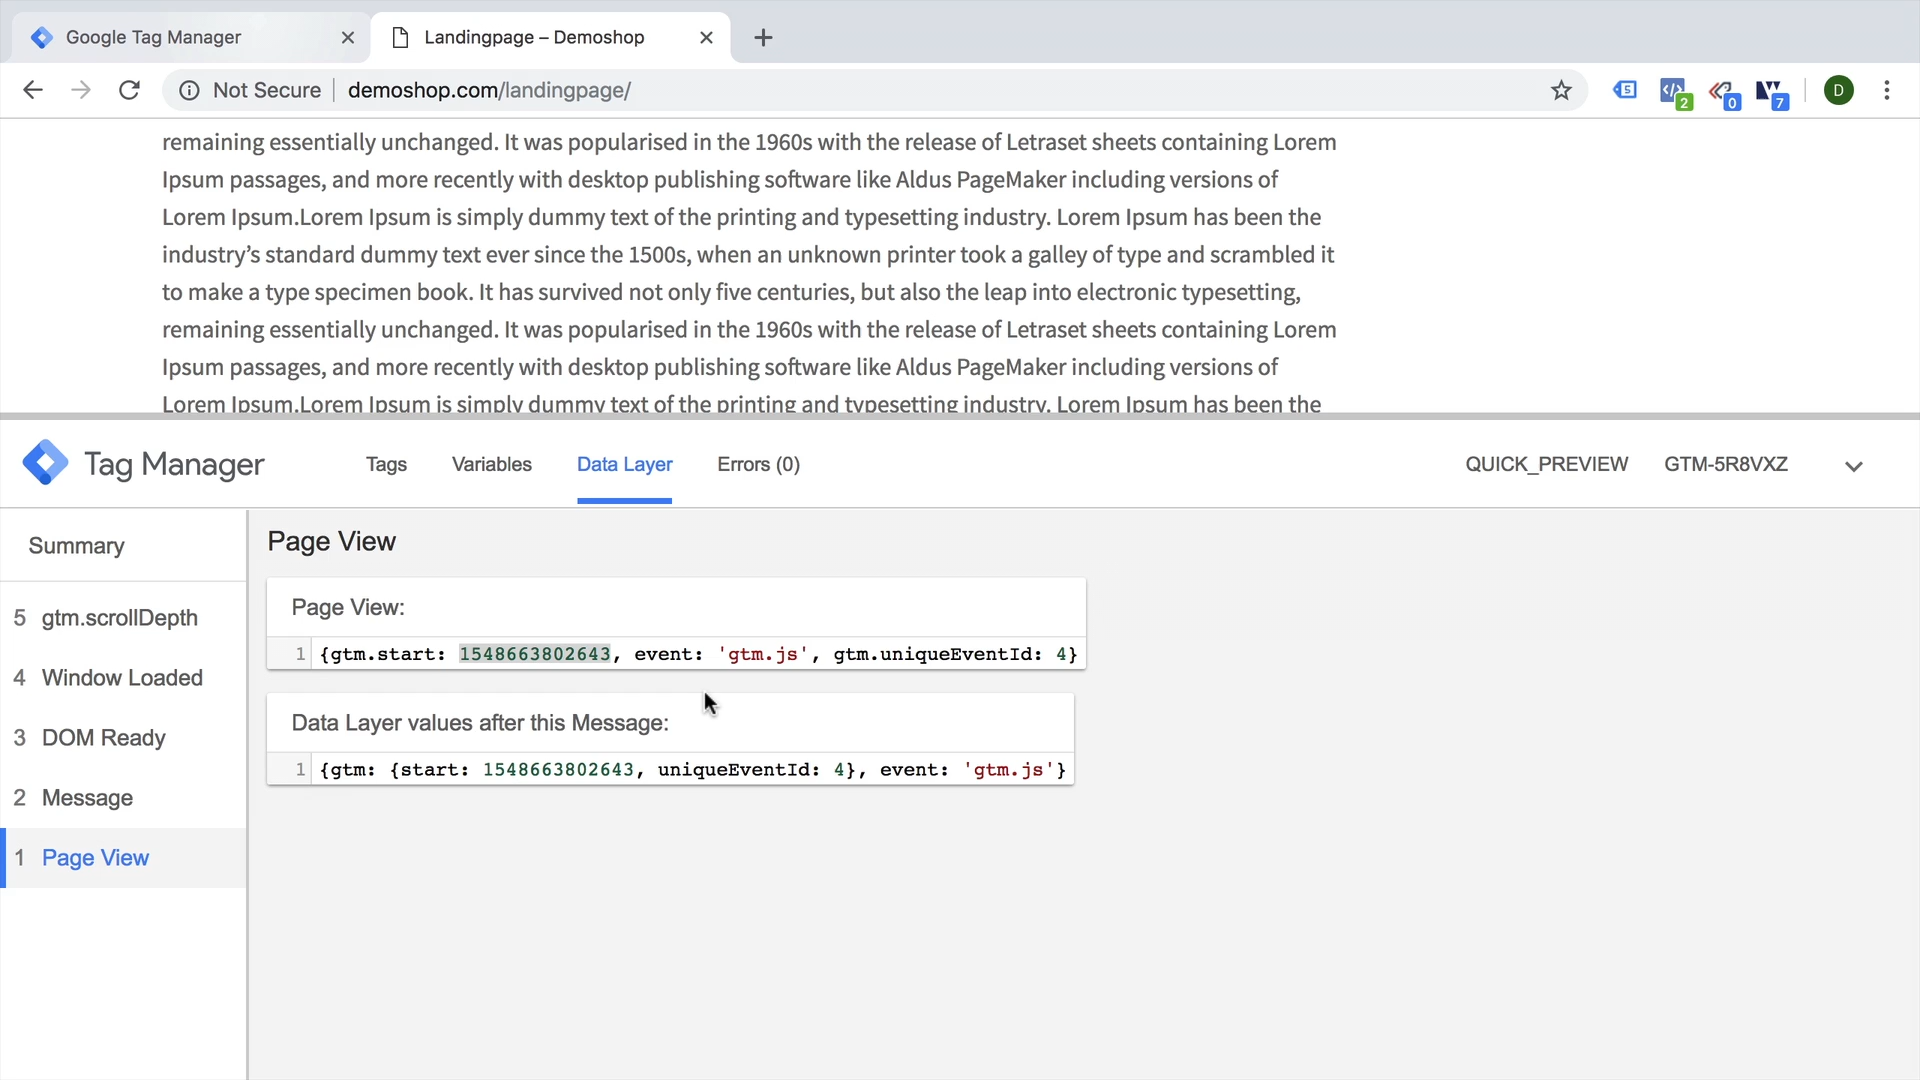 Google Tag Manager
Landingpage – Demoshop
Not Secure
demoshop.com/landingpage/
5
2
0
7
D
remaining essentially unchanged. It was popularised in the 1960s with the release of Letraset sheets containing Lorem
Ipsum passages, and more recently with desktop publishing software like Aldus PageMaker including versions of
Lorem Ipsum.Lorem Ipsum is simply dummy text of the printing and typesetting industry. Lorem Ipsum has been the
industry’s standard dummy text ever since the 1500s, when an unknown printer took a galley of type and scrambled it
to make a type specimen book. It has survived not only five centuries, but also the leap into electronic typesetting,
remaining essentially unchanged. It was popularised in the 1960s with the release of Letraset sheets containing Lorem
Ipsum passages, and more recently with desktop publishing software like Aldus PageMaker including versions of
Lorem Ipsum.Lorem Ipsum is simply dummy text of the printing and typesetting industry. Lorem Ipsum has been the
Tag Manager
Tags
Variables
Data Layer
Errors (0)
QUICK_PREVIEW
GTM-5R8VXZ
Summary
5 gtm.scrollDepth
4 Window Loaded
3 DOM Ready
2 Message
1 Page View
Page View
Page View:
1 {gtm.start: 1548663802643, event: 'gtm.js', gtm.uniqueEventId: 4}
Data Layer values after this Message:
1 {gtm: {start: 1548663802643, uniqueEventId: 4}, event: 'gtm.js'}